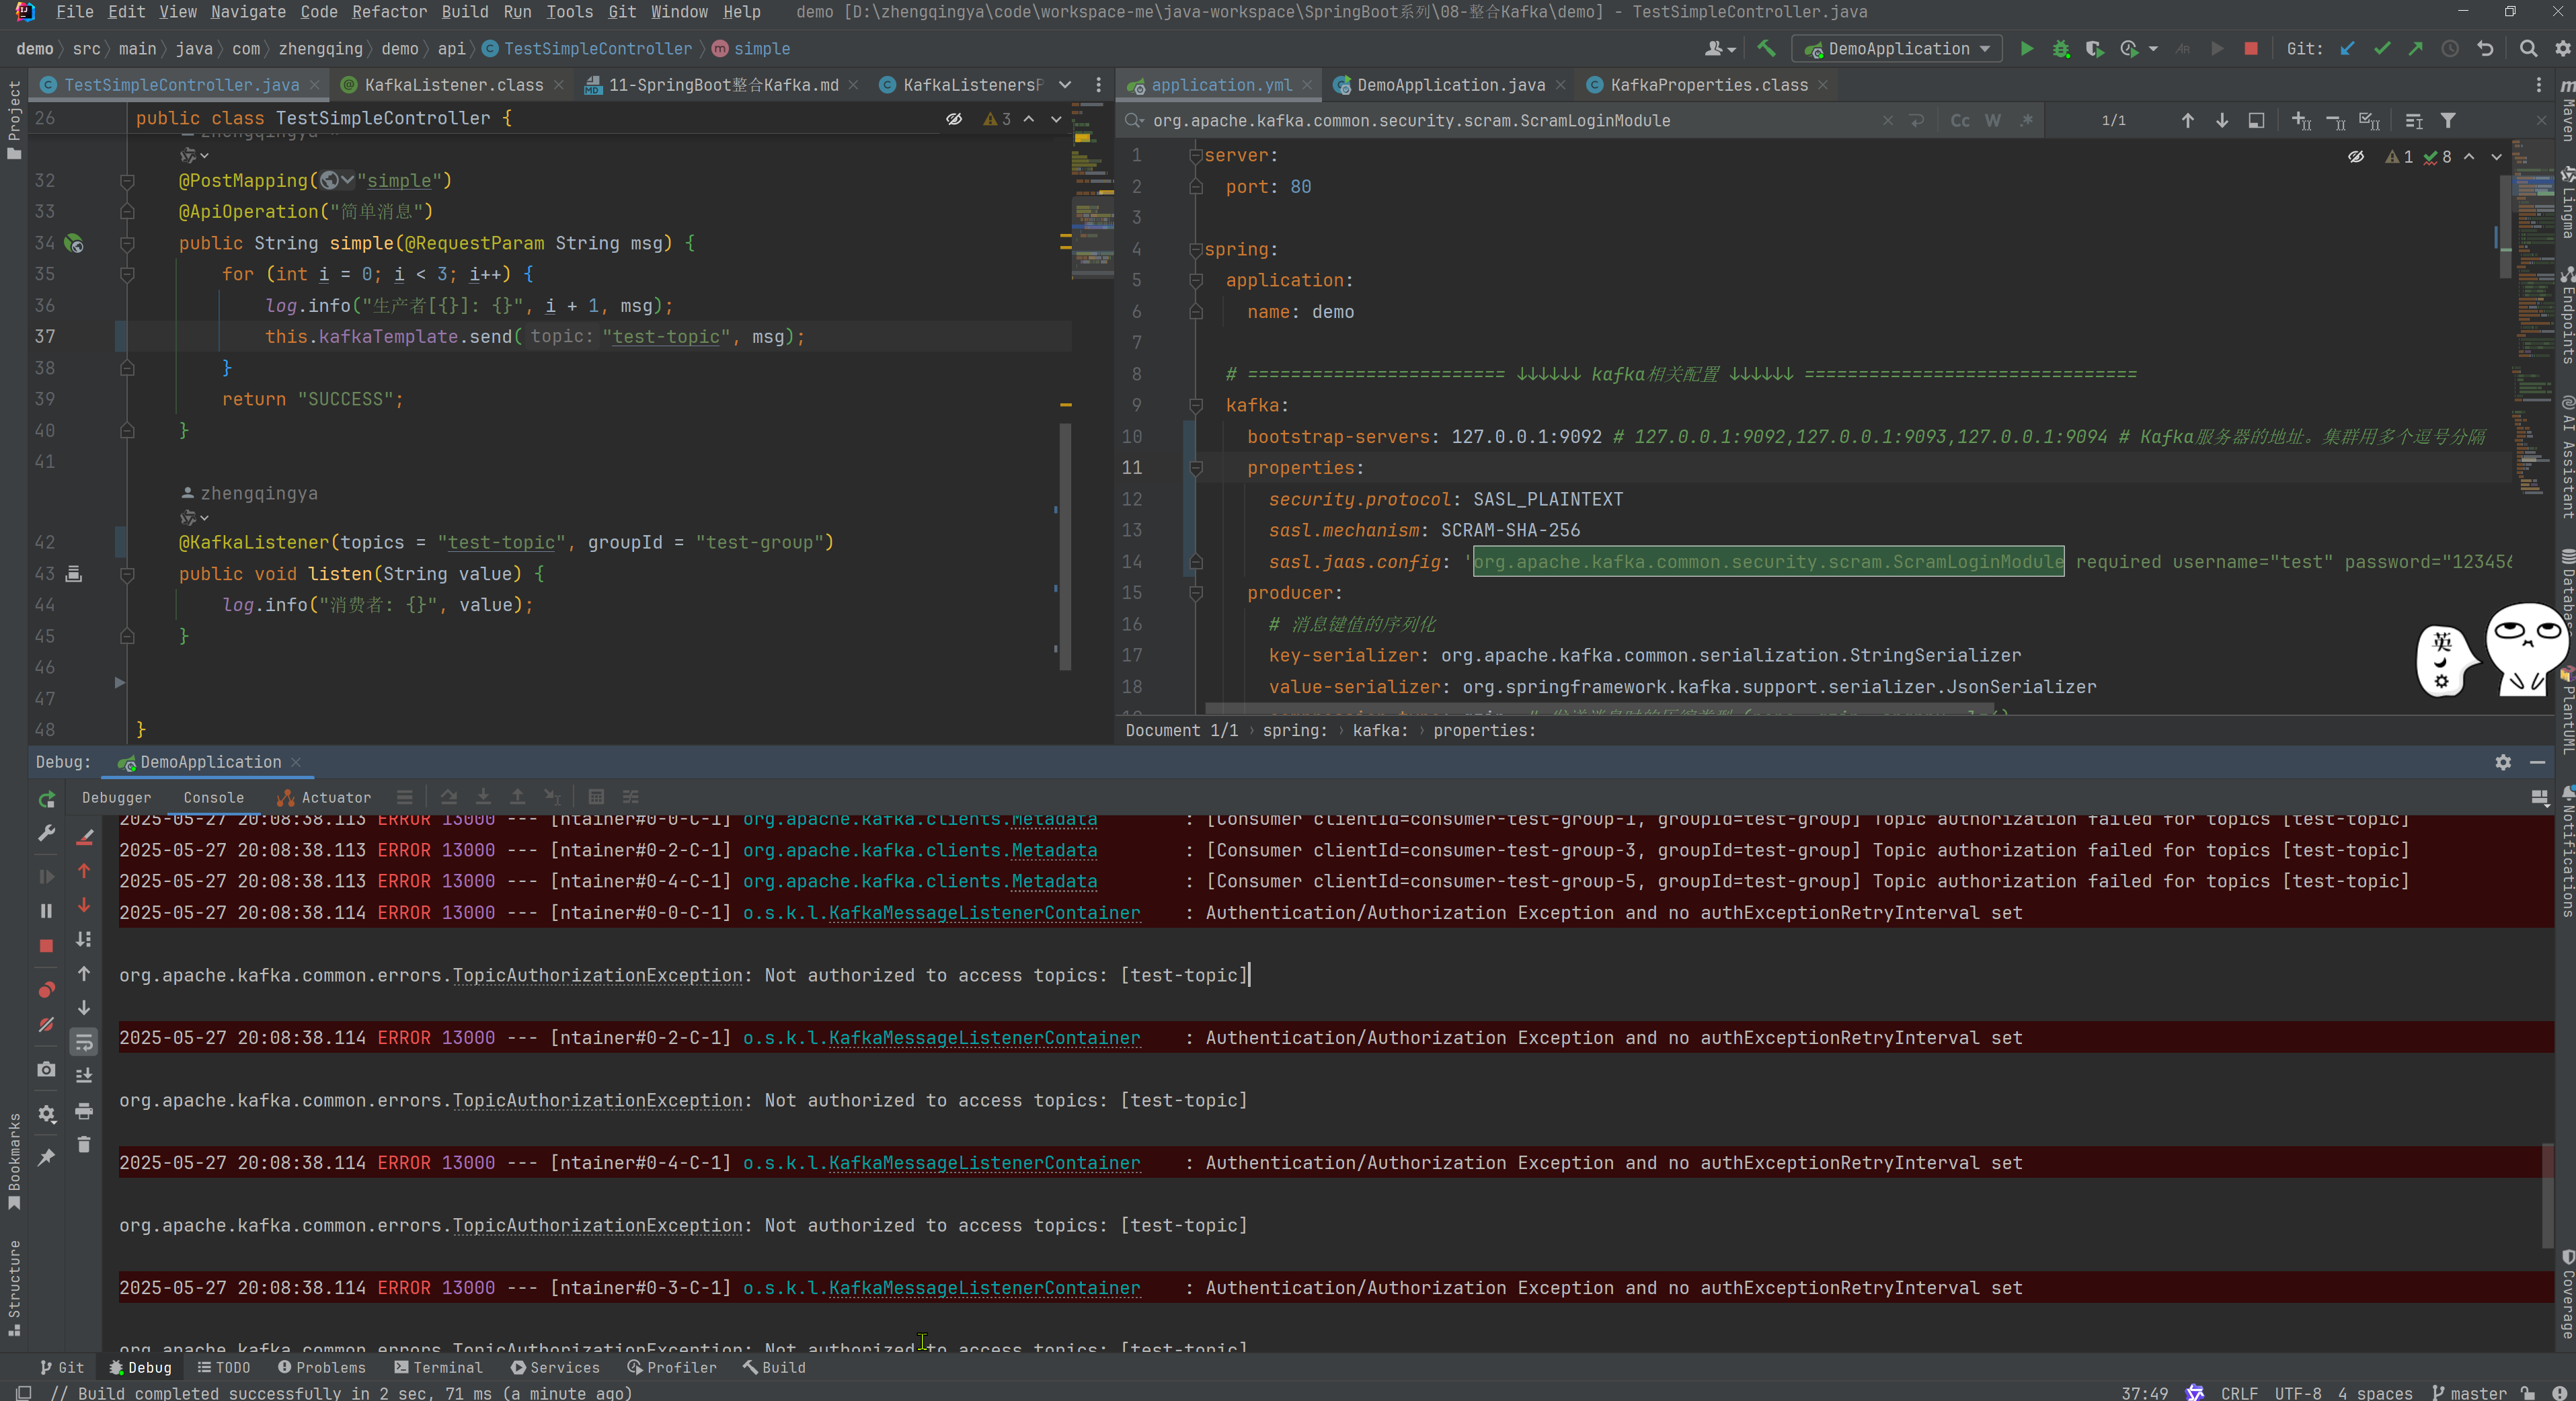 File Edit View Navigate Code Refactor Build Run Tools Git Window Help demo [D:\zhengqingya\code\workspace-me\java-workspace\SpringBoot系列\08-整合Kafka\demo] - TestSimpleController.java
demo src main java com zhengqing demo api TestSimpleController simple DemoApplication Git:
TestSimpleController.java KafkaListener.class 11-SpringBoot整合Kafka.md KafkaListenersP
26 public class TestSimpleController { 3
zhengqingya
32 @PostMapping("simple")
33 @ApiOperation("简单消息")
34 public String simple(@RequestParam String msg) {
35 for (int i = 0; i < 3; i++) {
36 log.info("生产者[{}]: {}", i + 1, msg);
37 this.kafkaTemplate.send( topic: "test-topic", msg);
38 }
39 return "SUCCESS";
40 }
41
zhengqingya
42 @KafkaListener(topics = "test-topic", groupId = "test-group")
43 public void listen(String value) {
44 log.info("消费者: {}", value);
45 }
46
47
48 }
application.yml DemoApplication.java KafkaProperties.class
org.apache.kafka.common.security.scram.ScramLoginModule Cc W .* 1/1
1 server: 1 8
2 port: 80
3
4 spring:
5 application:
6 name: demo
7
8 # ======================== ↓↓↓↓↓↓ kafka相关配置 ↓↓↓↓↓↓ ===============================
9 kafka:
10 bootstrap-servers: 127.0.0.1:9092 # 127.0.0.1:9092,127.0.0.1:9093,127.0.0.1:9094 # Kafka服务器的地址。集群用多个逗号分隔
11 properties:
12 security.protocol: SASL_PLAINTEXT
13 sasl.mechanism: SCRAM-SHA-256
14 sasl.jaas.config: 'org.apache.kafka.common.security.scram.ScramLoginModule required username="test" password="123456
15 producer:
16 # 消息键值的序列化
17 key-serializer: org.apache.kafka.common.serialization.StringSerializer
18 value-serializer: org.springframework.kafka.support.serializer.JsonSerializer
Document 1/1 spring: kafka: properties:
英
Project
Bookmarks
Structure
Maven
Lingma
Endpoints
AI Assistant
Database
PlantUML
Notifications
Coverage
Debug: DemoApplication
Debugger Console Actuator
2025-05-27 20:08:38.113 ERROR 13000 --- [ntainer#0-0-C-1] org.apache.kafka.clients.Metadata : [Consumer clientId=consumer-test-group-1, groupId=test-group] Topic authorization failed for topics [test-topic]
2025-05-27 20:08:38.113 ERROR 13000 --- [ntainer#0-2-C-1] org.apache.kafka.clients.Metadata : [Consumer clientId=consumer-test-group-3, groupId=test-group] Topic authorization failed for topics [test-topic]
2025-05-27 20:08:38.113 ERROR 13000 --- [ntainer#0-4-C-1] org.apache.kafka.clients.Metadata : [Consumer clientId=consumer-test-group-5, groupId=test-group] Topic authorization failed for topics [test-topic]
2025-05-27 20:08:38.114 ERROR 13000 --- [ntainer#0-0-C-1] o.s.k.l.KafkaMessageListenerContainer : Authentication/Authorization Exception and no authExceptionRetryInterval set
org.apache.kafka.common.errors.TopicAuthorizationException: Not authorized to access topics: [test-topic]
2025-05-27 20:08:38.114 ERROR 13000 --- [ntainer#0-2-C-1] o.s.k.l.KafkaMessageListenerContainer : Authentication/Authorization Exception and no authExceptionRetryInterval set
org.apache.kafka.common.errors.TopicAuthorizationException: Not authorized to access topics: [test-topic]
2025-05-27 20:08:38.114 ERROR 13000 --- [ntainer#0-4-C-1] o.s.k.l.KafkaMessageListenerContainer : Authentication/Authorization Exception and no authExceptionRetryInterval set
org.apache.kafka.common.errors.TopicAuthorizationException: Not authorized to access topics: [test-topic]
2025-05-27 20:08:38.114 ERROR 13000 --- [ntainer#0-3-C-1] o.s.k.l.KafkaMessageListenerContainer : Authentication/Authorization Exception and no authExceptionRetryInterval set
org.apache.kafka.common.errors.TopicAuthorizationException: Not authorized to access topics: [test-topic]
Git Debug TODO Problems Terminal Services Profiler Build
// Build completed successfully in 2 sec, 71 ms (a minute ago) 37:49 CRLF UTF-8 4 spaces master